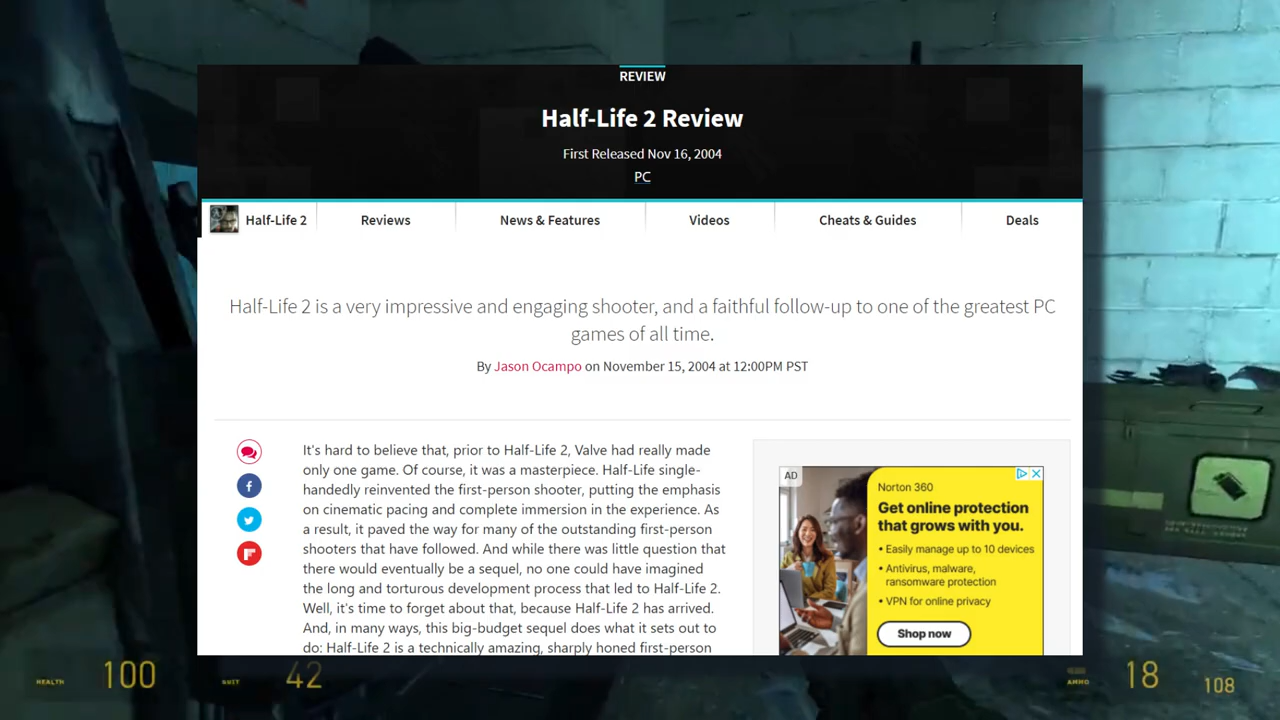 REVIEW
Half-Life 2 Review
First Released Nov 16, 2004
PC
Half-Life 2 Reviews News & Features Videos Cheats & Guides Deals
Half-Life 2 is a very impressive and engaging shooter, and a faithful follow-up to one of the greatest PC
games of all time.
By Jason Ocampo on November 15, 2004 at 12:00PM PST
It's hard to believe that, prior to Half-Life 2, Valve had really made
only one game. Of course, it was a masterpiece. Half-Life single-
handedly reinvented the first-person shooter, putting the emphasis
on cinematic pacing and complete immersion in the experience. As
a result, it paved the way for many of the outstanding first-person
shooters that have followed. And while there was little question that
there would eventually be a sequel, no one could have imagined
the long and torturous development process that led to Half-Life 2.
Well, it's time to forget about that, because Half-Life 2 has arrived.
And, in many ways, this big-budget sequel does what it sets out to
do: Half-Life 2 is a technically amazing, sharply honed first-person
AD
Norton 360
Get online protection
that grows with you.
• Easily manage up to 10 devices
• Antivirus, malware,
ransomware protection
• VPN for online privacy
Shop now
HEALTH 100 SUIT 42 AMMO 18 108